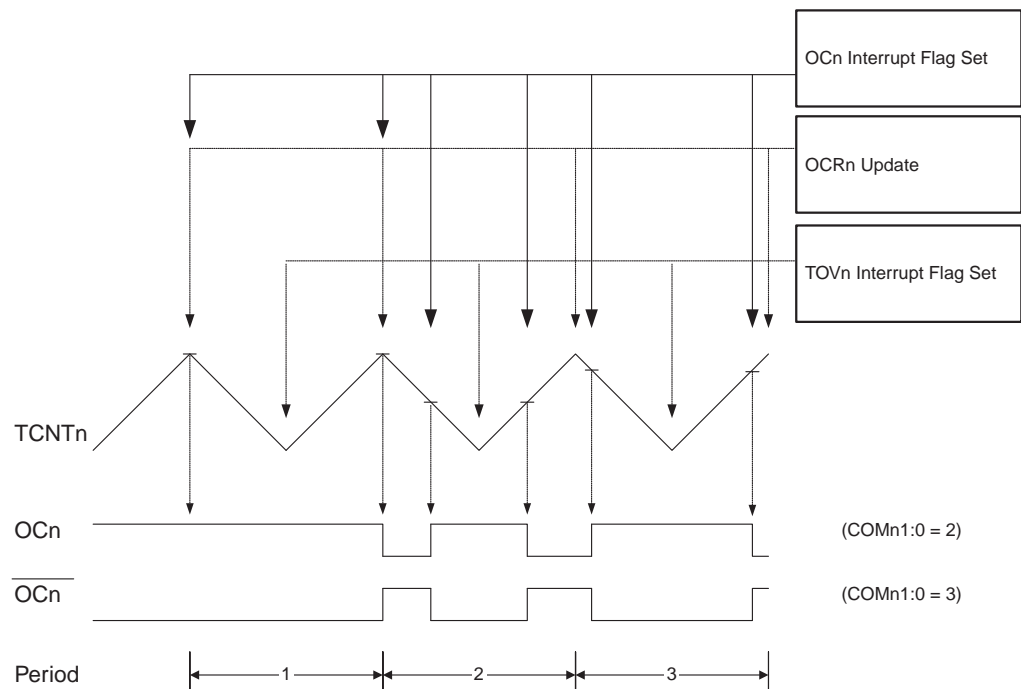 OCn Interrupt Flag Set
OCRn Update
TOVn Interrupt Flag Set
TCNTn
OCn
(COMn1:0 = 2)
OCn
(COMn1:0 = 3)
Period
1
2
3